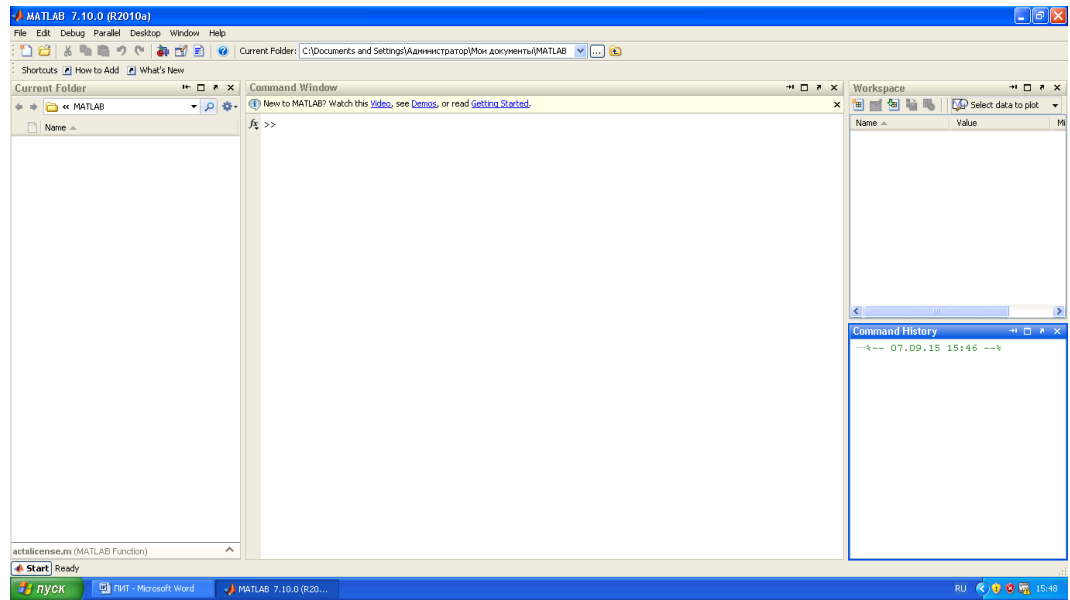 MATLAB 7.10.0 (R2010a)
File Edit Debug Parallel Desktop Window Help
Current Folder: C:\Documents and Settings\Администратор\Мои документы\MATLAB
Shortcuts How to Add What's New
Current Folder
« MATLAB
Name
actxlicense.m (MATLAB Function)
Command Window
New to MATLAB? Watch this Video, see Demos, or read Getting Started.
fx >>
Workspace
Select data to plot
Name Value Mi
Command History
%-- 07.09.15 15:46 --%
Start Ready
пуск ПИТ - Microsoft Word MATLAB 7.10.0 (R20... RU 15:48